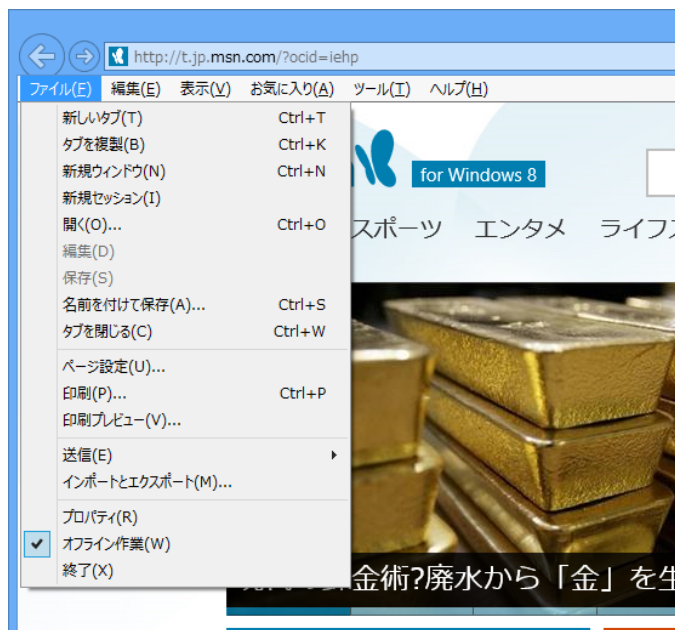 http://t.jp.msn.com/?ocid=iehp
ファイル(F) 編集(E) 表示(V) お気に入り(A) ツール(T) ヘルプ(H)
新しいタブ(T) Ctrl+T
タブを複製(B) Ctrl+K
新規ウィンドウ(N) Ctrl+N
新規セッション(I)
開く(O)... Ctrl+O
編集(D)
保存(S)
名前を付けて保存(A)... Ctrl+S
タブを閉じる(C) Ctrl+W
ページ設定(U)...
印刷(P)... Ctrl+P
印刷プレビュー(V)...
送信(E)
インポートとエクスポート(M)...
プロパティ(R)
オフライン作業(W)
終了(X)
for Windows 8
スポーツ エンタメ ライフ
金術?廃水から「金」を生